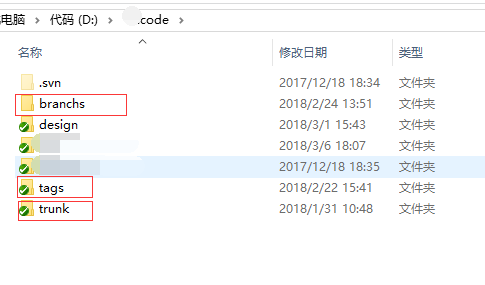 电脑 > 代码 (D:) > .code >
名称 修改日期 类型
.svn 2017/12/18 18:34 文件夹
branchs 2018/2/24 13:51 文件夹
design 2018/3/1 15:43 文件夹
2018/3/6 18:07 文件夹
2017/12/18 18:35 文件夹
tags 2018/2/22 15:41 文件夹
trunk 2018/1/31 10:48 文件夹